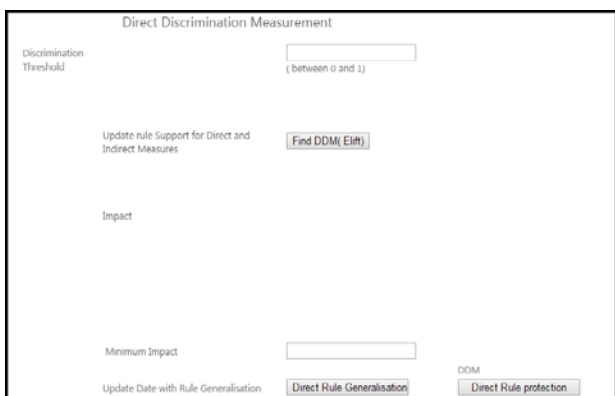 Direct Discrimination Measurement
Discrimination
Threshold
( between 0 and 1)
Update rule Support for Direct and
Indirect Measures
Find DDM( Elift)
Impact
Minimum Impact
DDM
Update Date with Rule Generalisation
Direct Rule Generalisation
Direct Rule protection